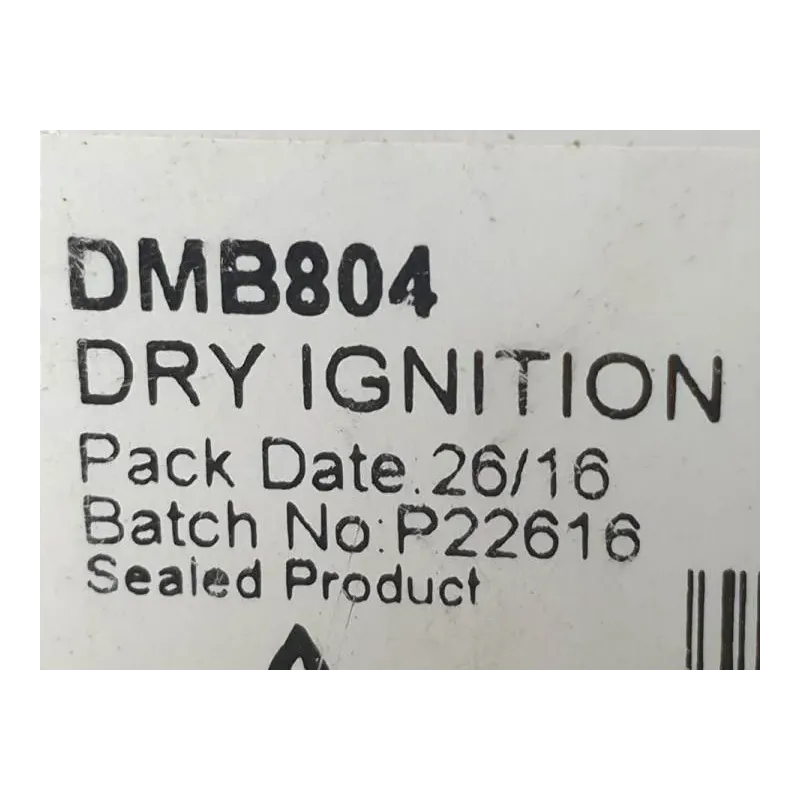 DMB804
DRY IGNITION
Pack Date.26/16
Batch No:P22616
Sealed Product